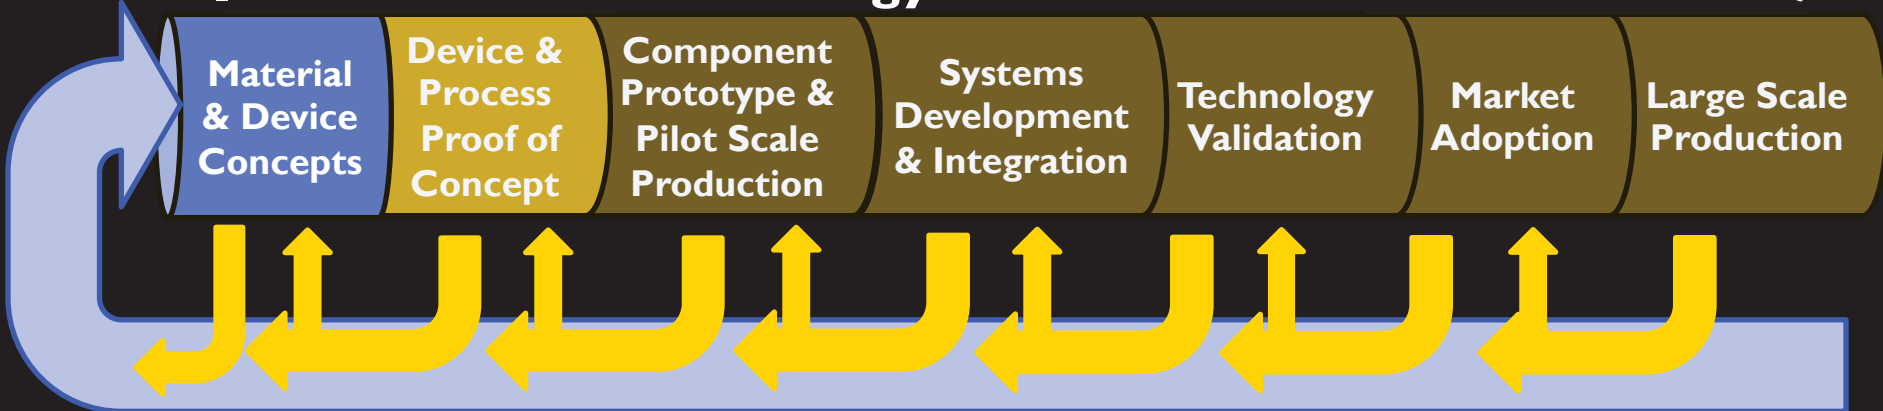 Material
& Device
Concepts
Device &
Process
Proof of
Concept
Component
Prototype &
Pilot Scale
Production
Systems
Development
& Integration
Technology
Validation
Market
Adoption
Large Scale
Production